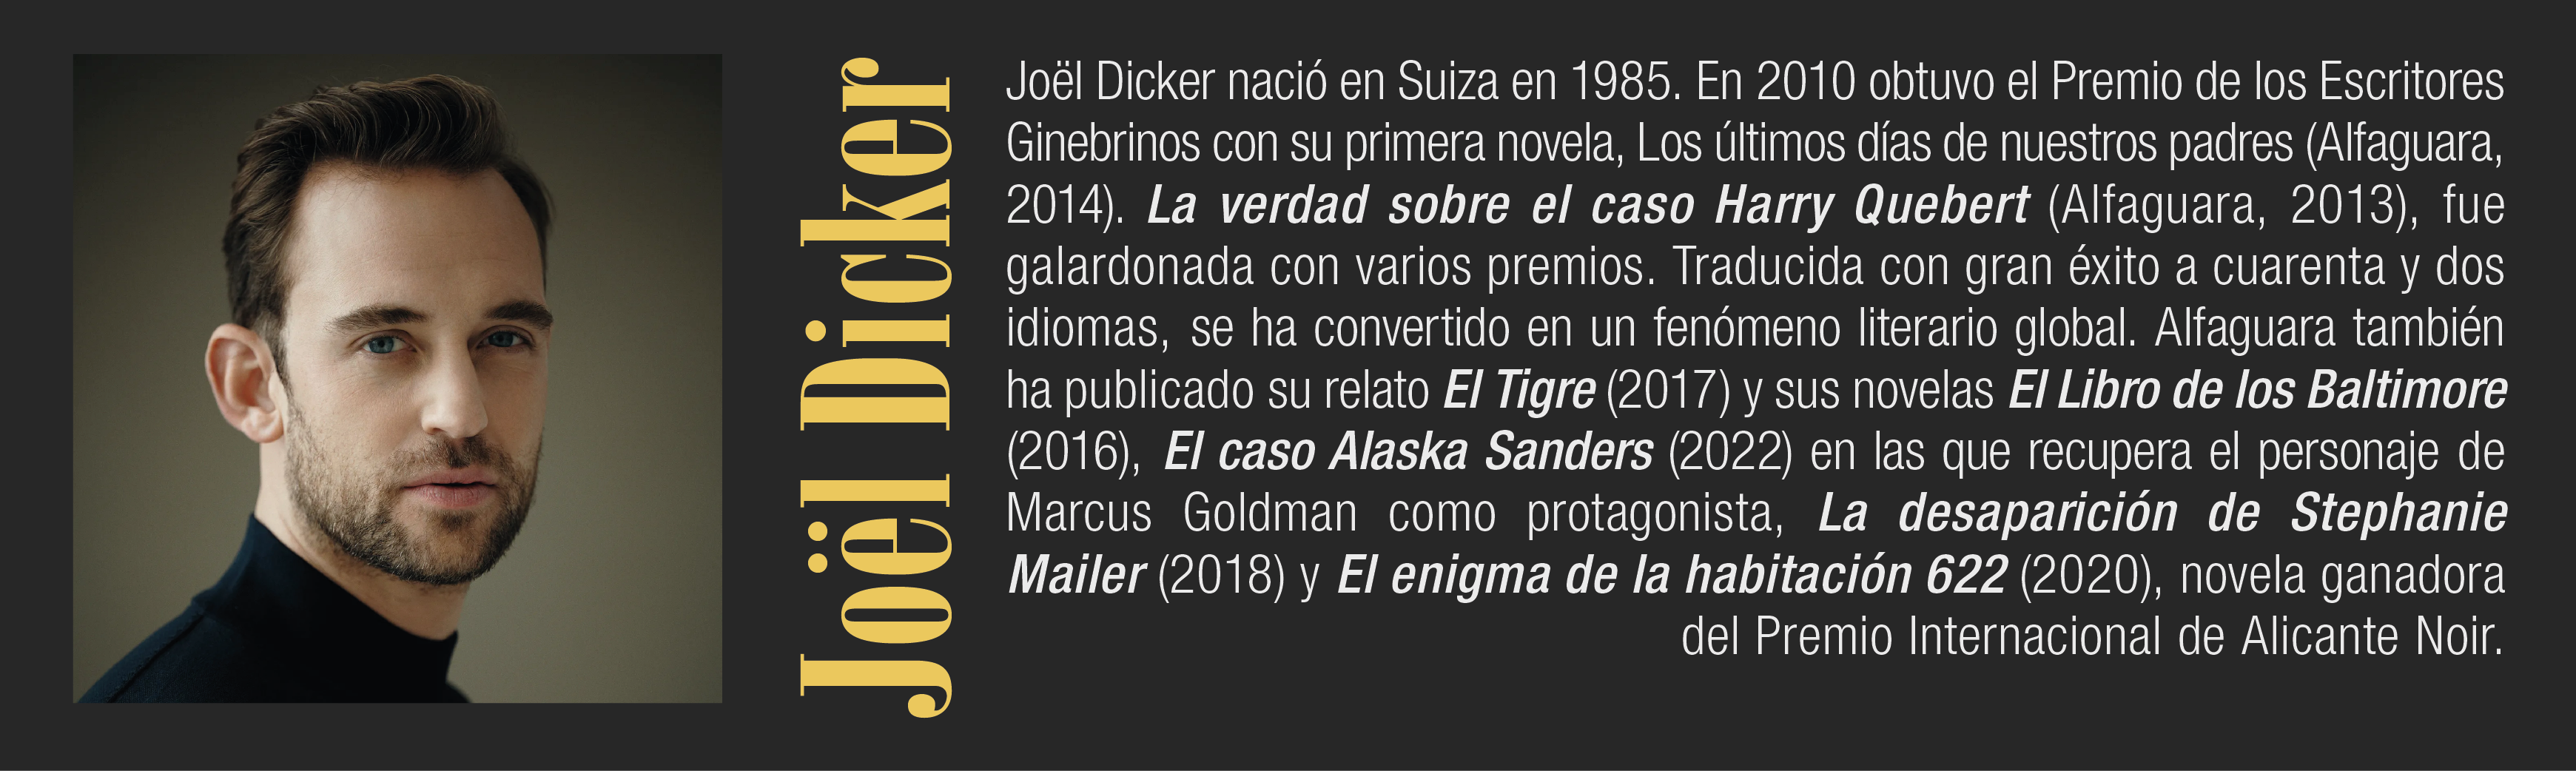 Joël Dicker
Joël Dicker nació en Suiza en 1985. En 2010 obtuvo el Premio de los Escritores
Ginebrinos con su primera novela, Los últimos días de nuestros padres (Alfaguara,
2014). La verdad sobre el caso Harry Quebert (Alfaguara, 2013), fue
galardonada con varios premios. Traducida con gran éxito a cuarenta y dos
idiomas, se ha convertido en un fenómeno literario global. Alfaguara también
ha publicado su relato El Tigre (2017) y sus novelas El Libro de los Baltimore
(2016), El caso Alaska Sanders (2022) en las que recupera el personaje de
Marcus Goldman como protagonista, La desaparición de Stephanie
Mailer (2018) y El enigma de la habitación 622 (2020), novela ganadora
del Premio Internacional de Alicante Noir.